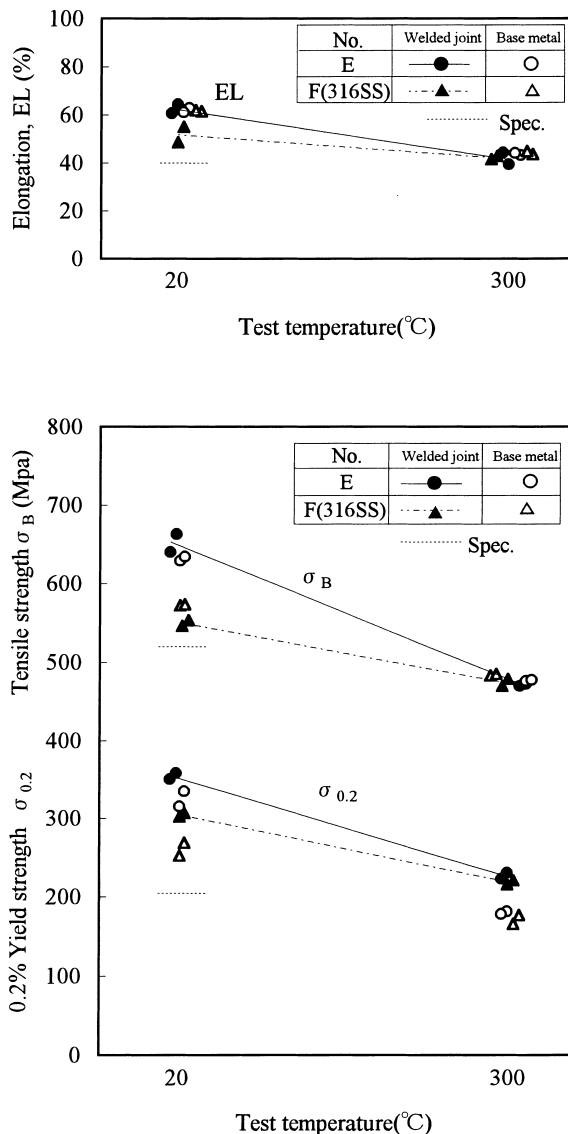 100
80
60
40
20
0
Elongation, EL (%)
EL
No. Welded joint Base metal
E
F(316SS)
Spec.
20 300
Test temperature(℃)
800
700
600
500
400
300
200
100
0
Tensile strength σ B (Mpa)
0.2% Yield strength σ 0.2
No. Welded joint Base metal
E
F(316SS)
Spec.
σ B
σ 0.2
20 300
Test temperature(℃)